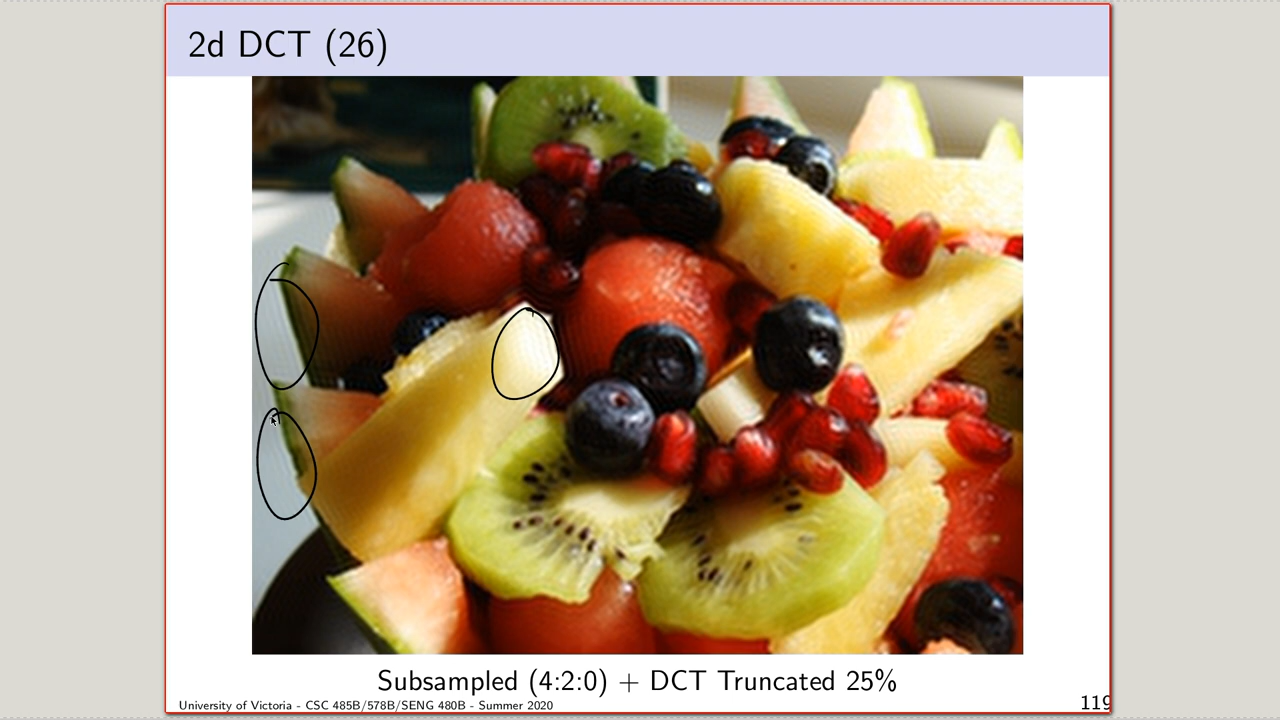 2d DCT (26)
Subsampled (4:2:0) + DCT Truncated 25%
University of Victoria - CSC 485B/578B/SENG 480B - Summer 2020
119